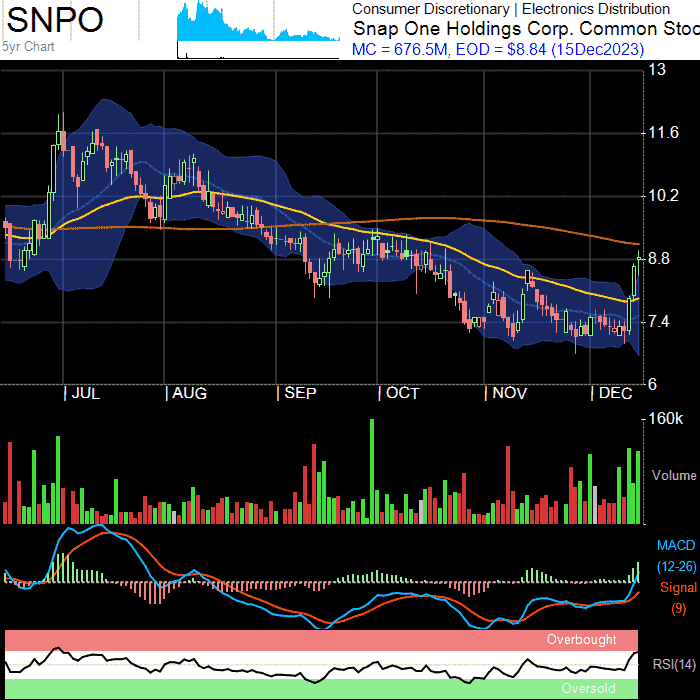 SNPO
5yr Chart
Consumer Discretionary | Electronics Distribution
Snap One Holdings Corp. Common Stoc
MC = 676.5M, EOD = $8.84 (15Dec2023)
13
11.6
10.2
8.8
7.4
6
| JUL | AUG | SEP | OCT | NOV | DEC
160k
Volume
MACD
(12-26)
Signal
(9)
Overbought
RSI(14)
Oversold